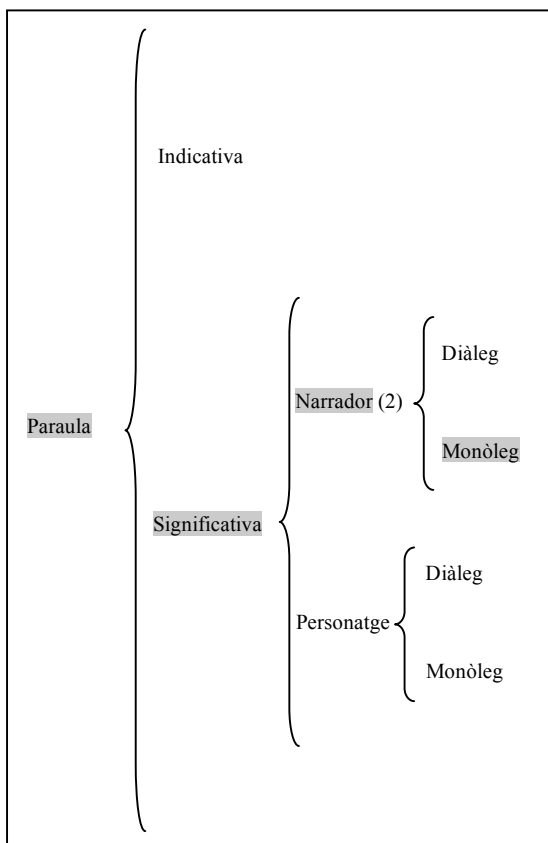 Indicativa
Diàleg
Narrador (2)
Paraula
Monòleg
Significativa
Diàleg
Personatge
Monòleg